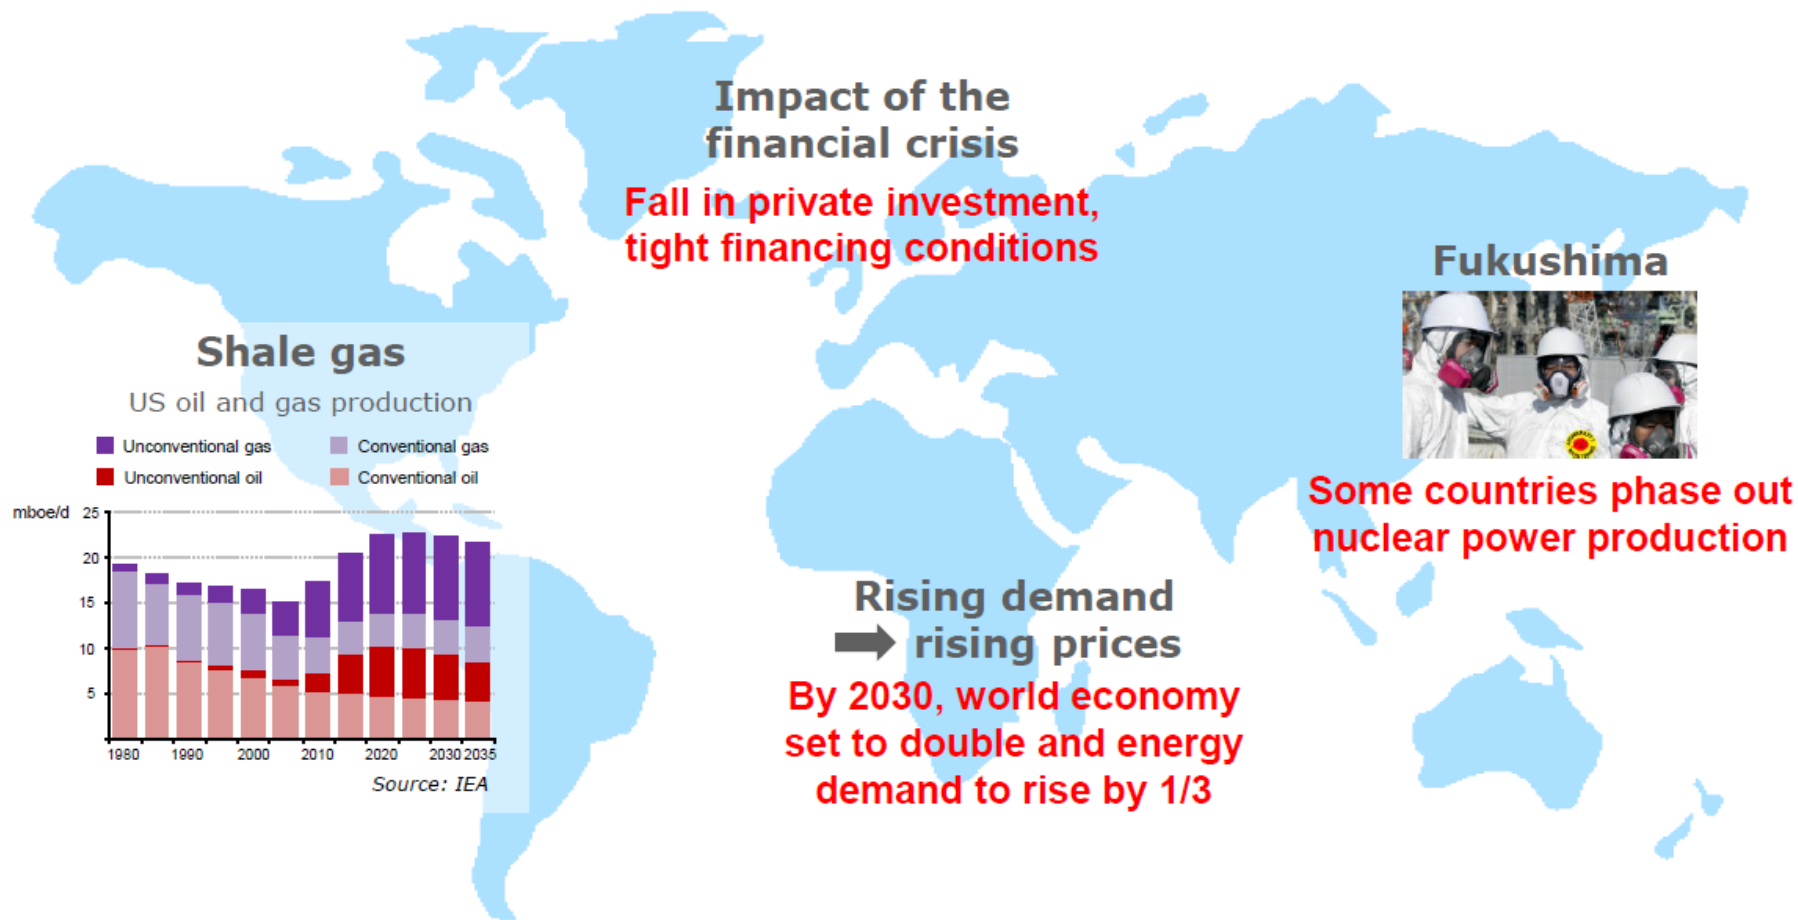 Impact of the
financial crisis
Fall in private investment,
tight financing conditions
Fukushima
Some countries phase out
nuclear power production
Shale gas
US oil and gas production
Unconventional gas
Conventional gas
Unconventional oil
Conventional oil
mboe/d
25
20
15
10
5
1980 1990 2000 2010 2020 2030 2035
Source: IEA
Rising demand
rising prices
By 2030, world economy
set to double and energy
demand to rise by 1/3